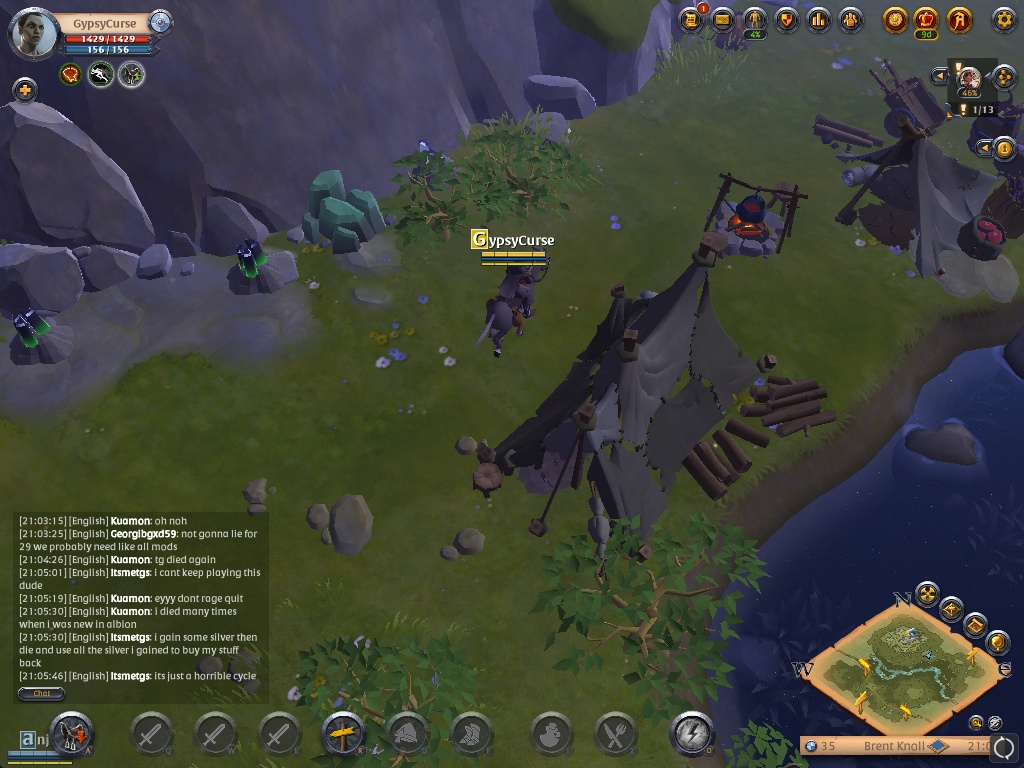 GypsyCurse
1429 / 1429
156 / 156
1
4%
9d
46%
1/13
1
GypsyCurse
[21:03:15] [English] Kuamon: oh noh
[21:03:25] [English] Georgibgxd59: not gonna lie for
29 we probably need like all mods
[21:04:26] [English] Kuamon: tg died again
[21:05:01] [English] Itsmetgs: i cant keep playing this
dude
[21:05:19] [English] Kuamon: eyyy dont rage quit
[21:05:30] [English] Kuamon: i died many times
when i was new in albion
[21:05:30] [English] Itsmetgs: i gain some silver then
die and use all the silver i gained to buy my stuff
back
[21:05:46] [English] Itsmetgs: its just a horrible cycle
Chat
N
W
E
anj
A
Q
W
E
R
D
F
35
Brent Knoll